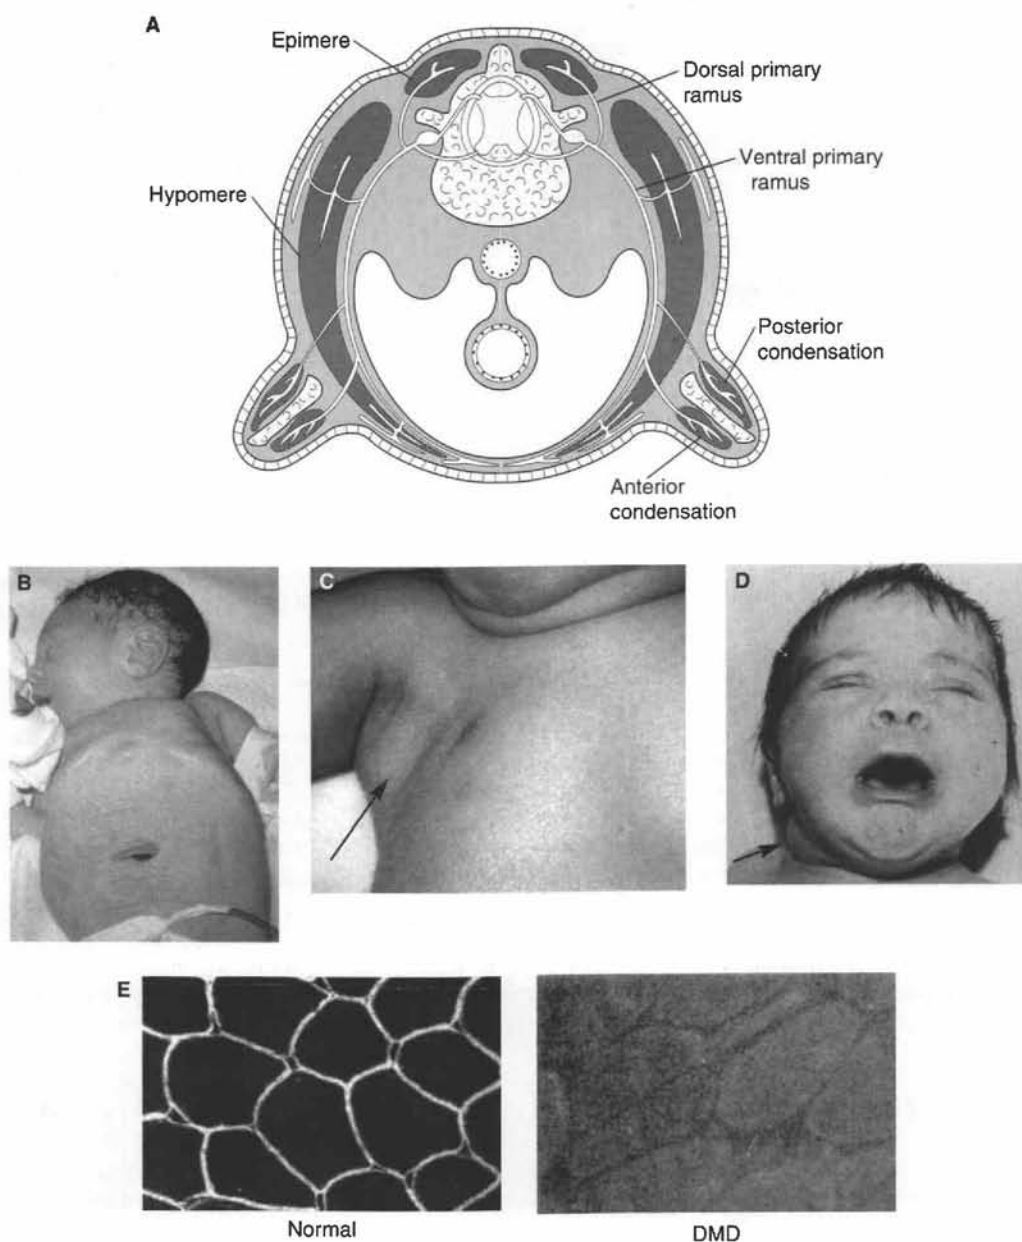 A
Epimere
Dorsal primary
ramus
Ventral primary
ramus
Hypomere
Posterior
condensation
Anterior
condensation
B
C
D
E
Normal
DMD